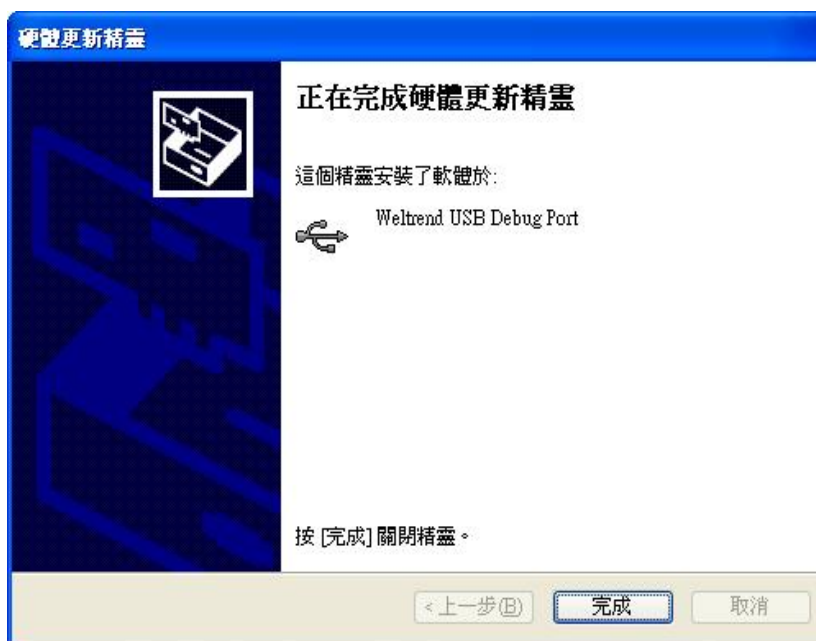 硬體更新精靈
正在完成硬體更新精靈
這個精靈安裝了軟體於:
Weltrend USB Debug Port
按 [完成] 關閉精靈。
<上一步(B)
完成
取消